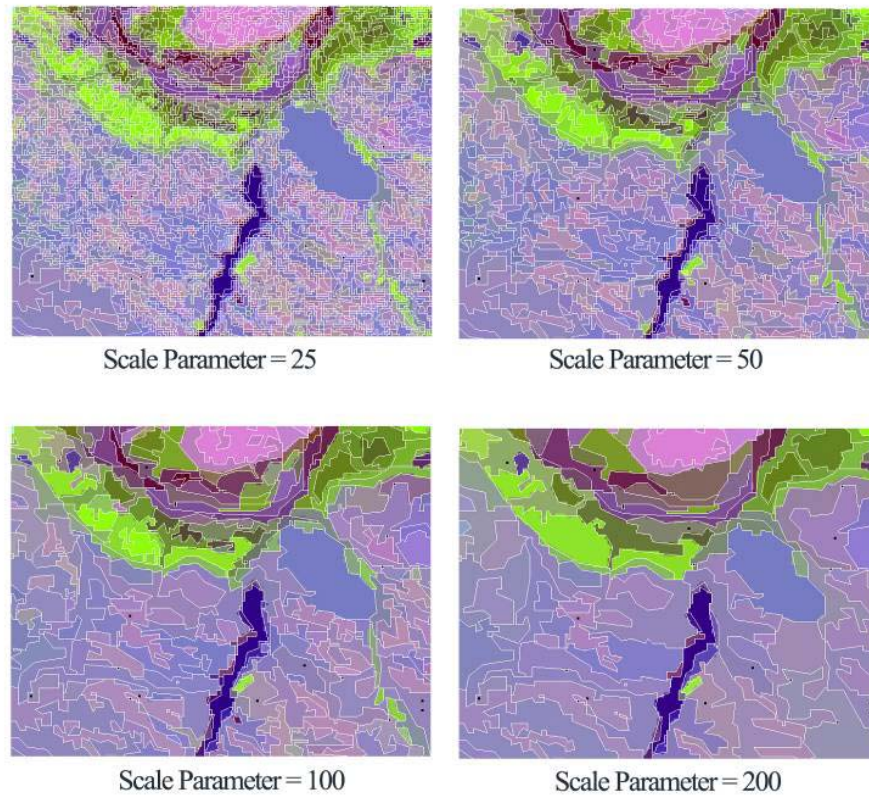 Scale Parameter = 25
Scale Parameter = 50
Scale Parameter = 100
Scale Parameter = 200